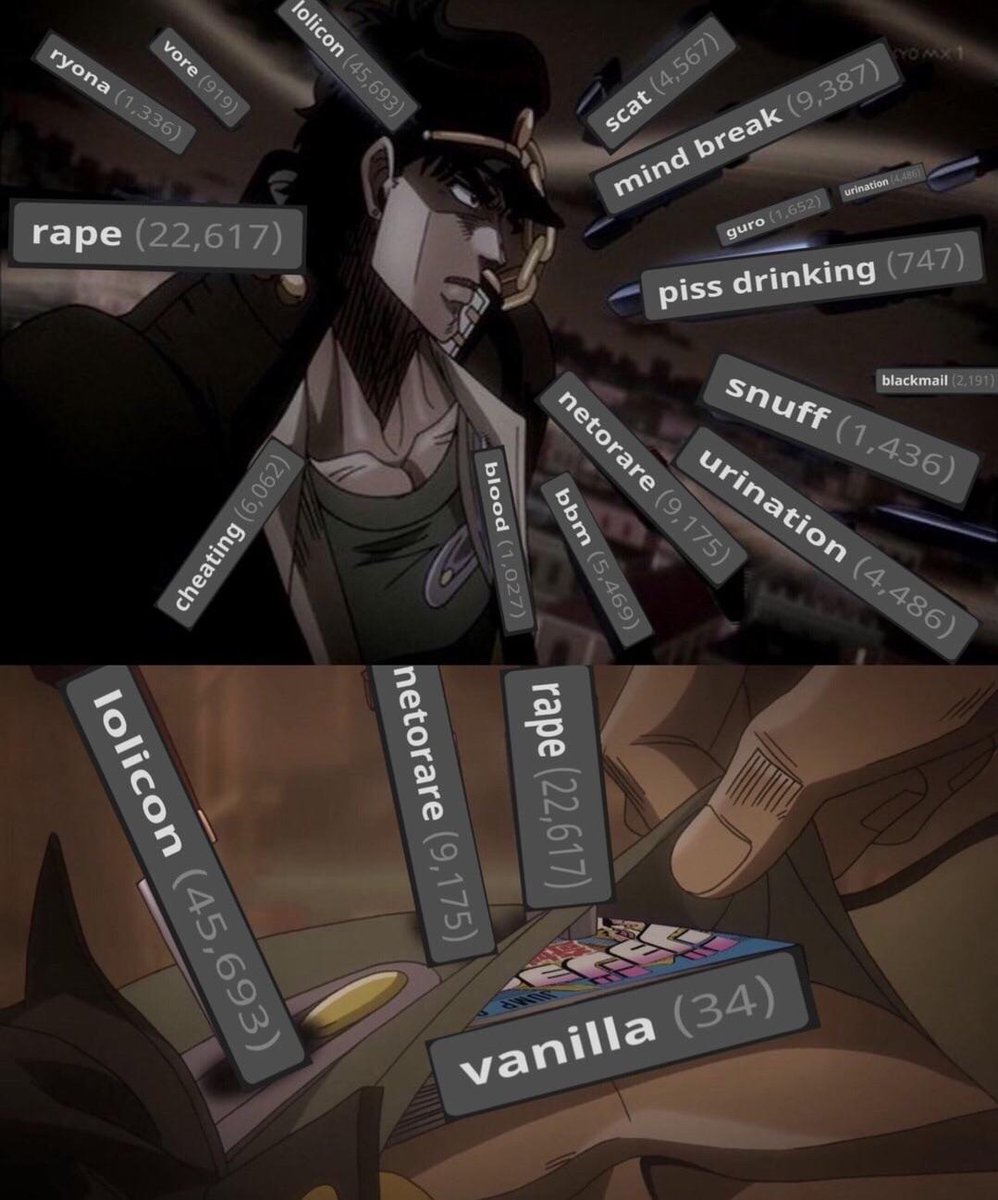 lolicon (45,693)
ryona (1,336)
vore (919)
scat (4,567)
mind break (9,387)
urination (4,486)
guro (1,652)
rape (22,617)
piss drinking (747)
blackmail (2,191)
snuff (1,436)
netorare (9,175)
urination (4,486)
cheating (6,062)
blood (1,027)
bbm (5,469)
lolicon (45,693)
netorare (9,175)
rape (22,617)
JUMP
vanilla (34)